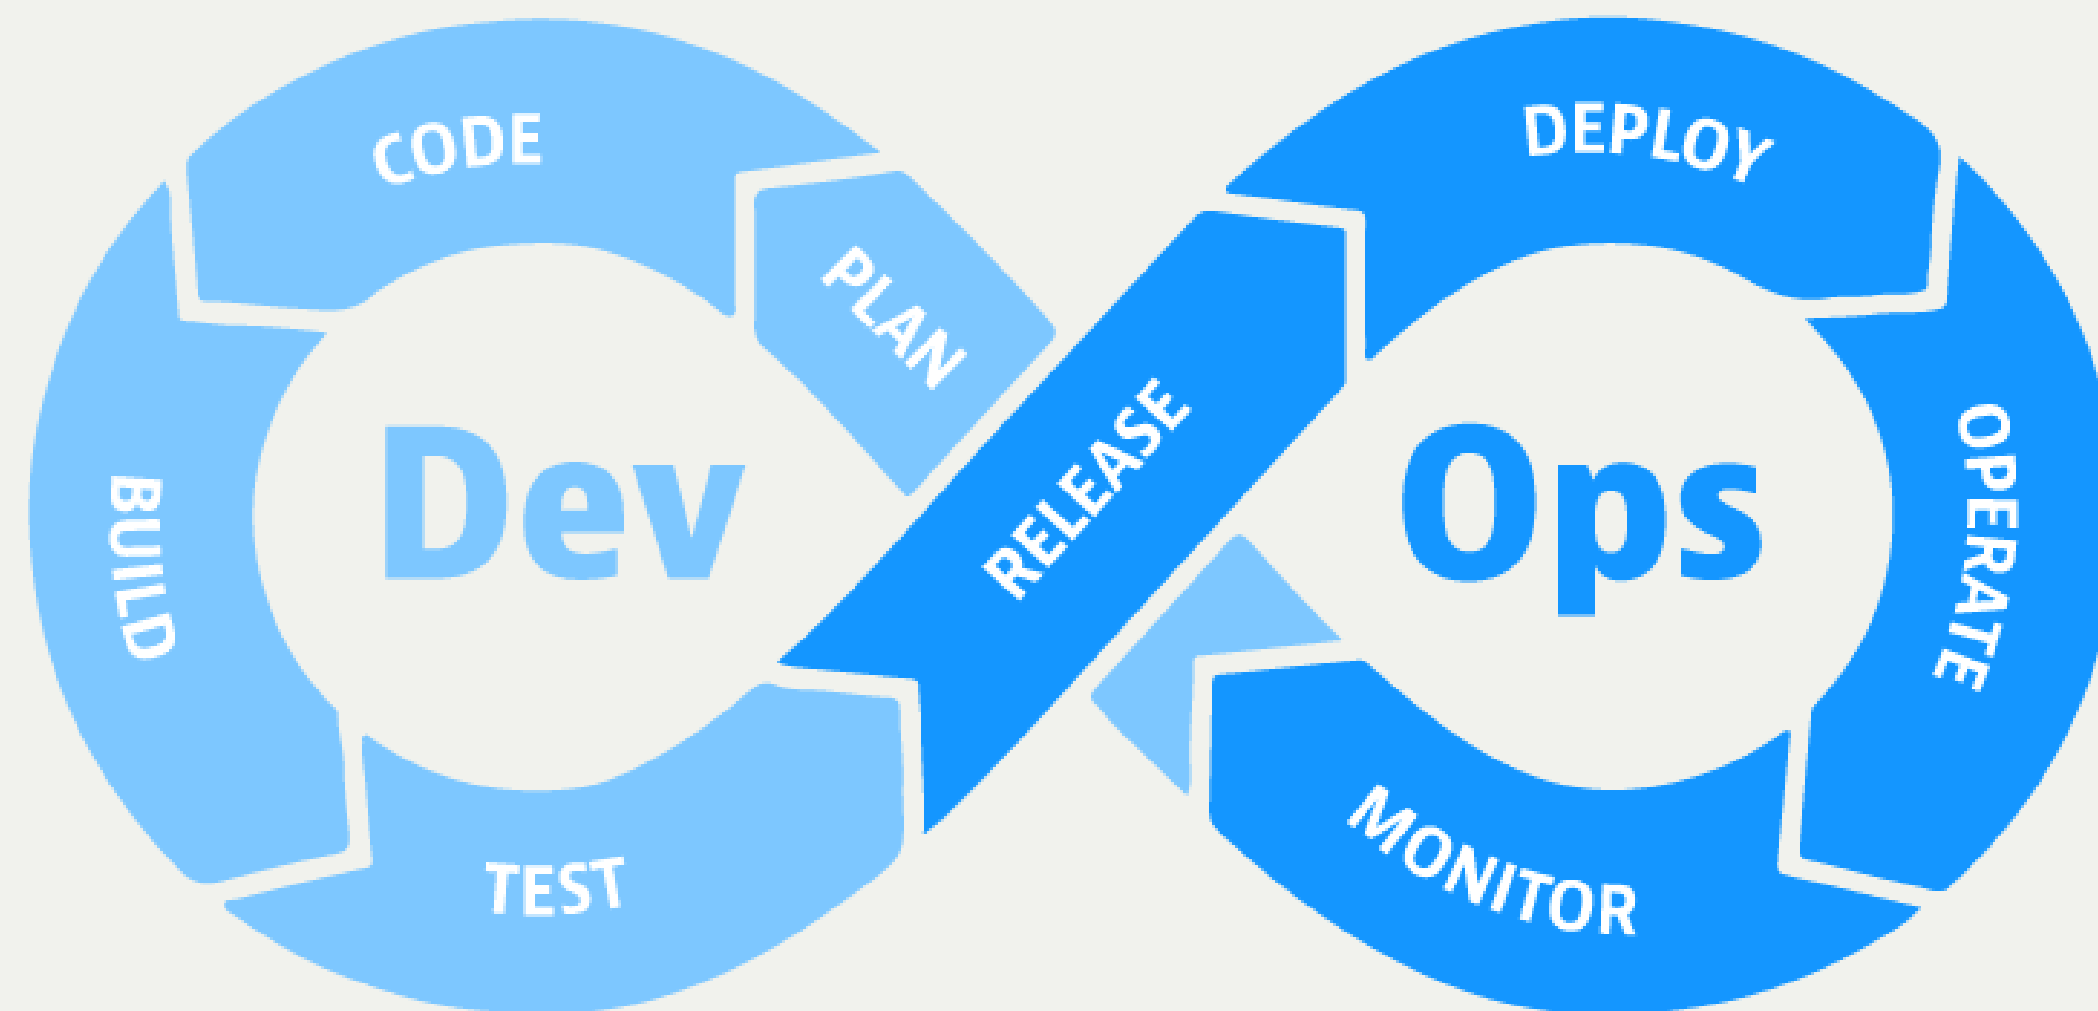 CODE
PLAN
BUILD
TEST
Dev
RELEASE
DEPLOY
OPERATE
MONITOR
Ops